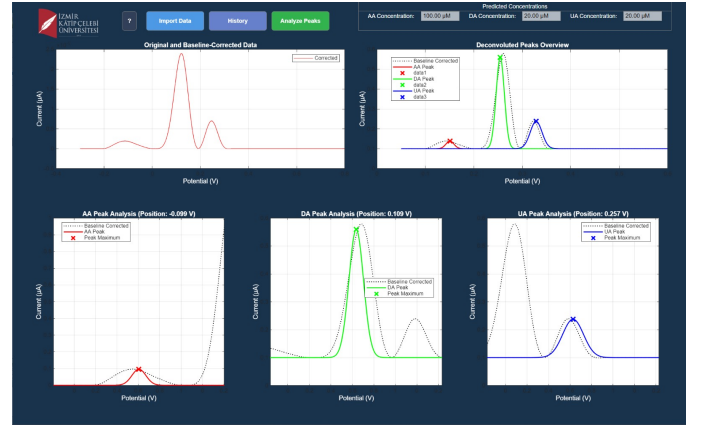 Predicted Concentrations
İZMİR
KÂTİP ÇELEBİ
ÜNİVERSİTESİ
?
Import Data
History
Analyze Peaks
AA Concentration:
100.00 µM
DA Concentration:
20.00 µM
UA Concentration:
20.00 µM
Original and Baseline-Corrected Data
Corrected
Current (µA)
Potential (V)
Deconvoluted Peaks Overview
Baseline Corrected
AA Peak
data1
DA Peak
data2
UA Peak
data3
Current (µA)
Potential (V)
AA Peak Analysis (Position: -0.099 V)
Baseline Corrected
AA Peak
Peak Maximum
Current (µA)
Potential (V)
DA Peak Analysis (Position: 0.109 V)
Baseline Corrected
DA Peak
Peak Maximum
Current (µA)
Potential (V)
UA Peak Analysis (Position: 0.257 V)
Baseline Corrected
UA Peak
Peak Maximum
Current (µA)
Potential (V)